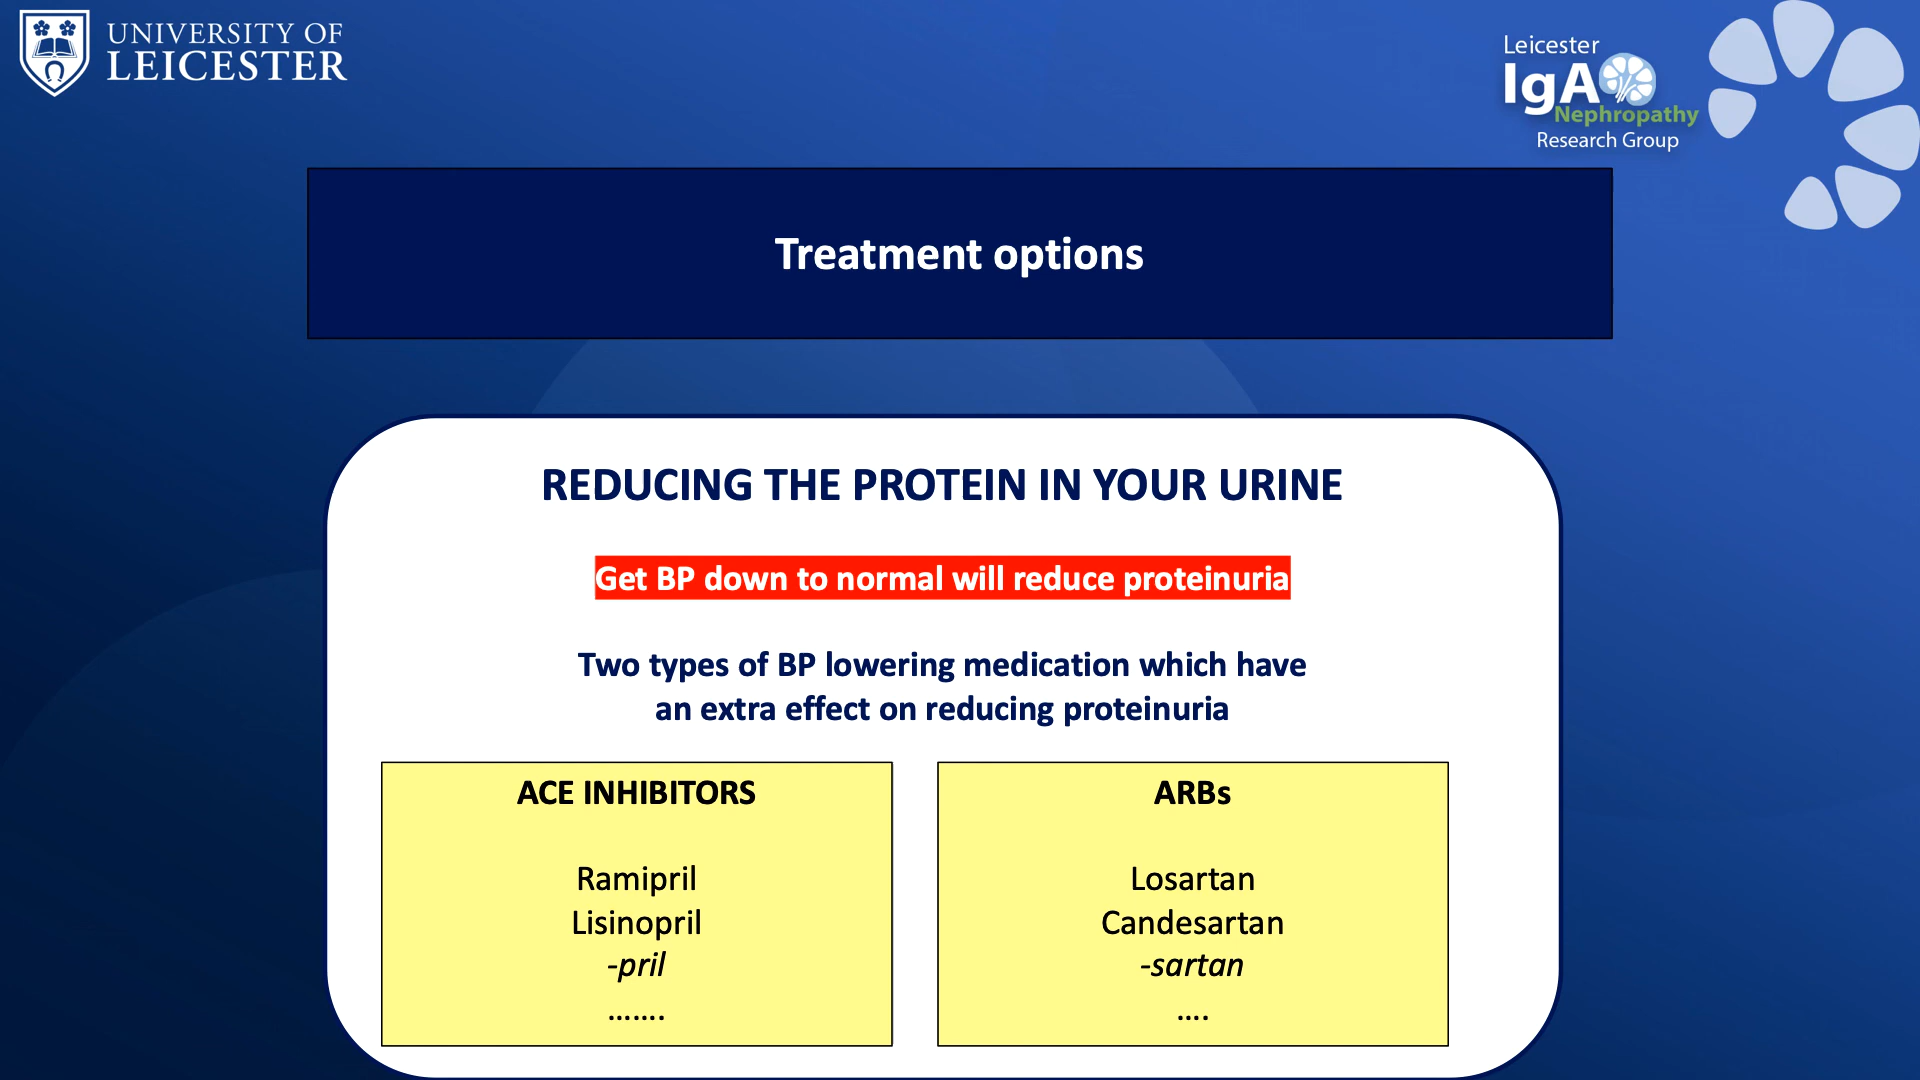 UNIVERSITY OF
LEICESTER
Leicester
IgA
Nephropathy
Research Group
Treatment options
REDUCING THE PROTEIN IN YOUR URINE
Get BP down to normal will reduce proteinuria
Two types of BP lowering medication which have
an extra effect on reducing proteinuria
ACE INHIBITORS
Ramipril
Lisinopril
-pril
.......
ARBs
Losartan
Candesartan
-sartan
....